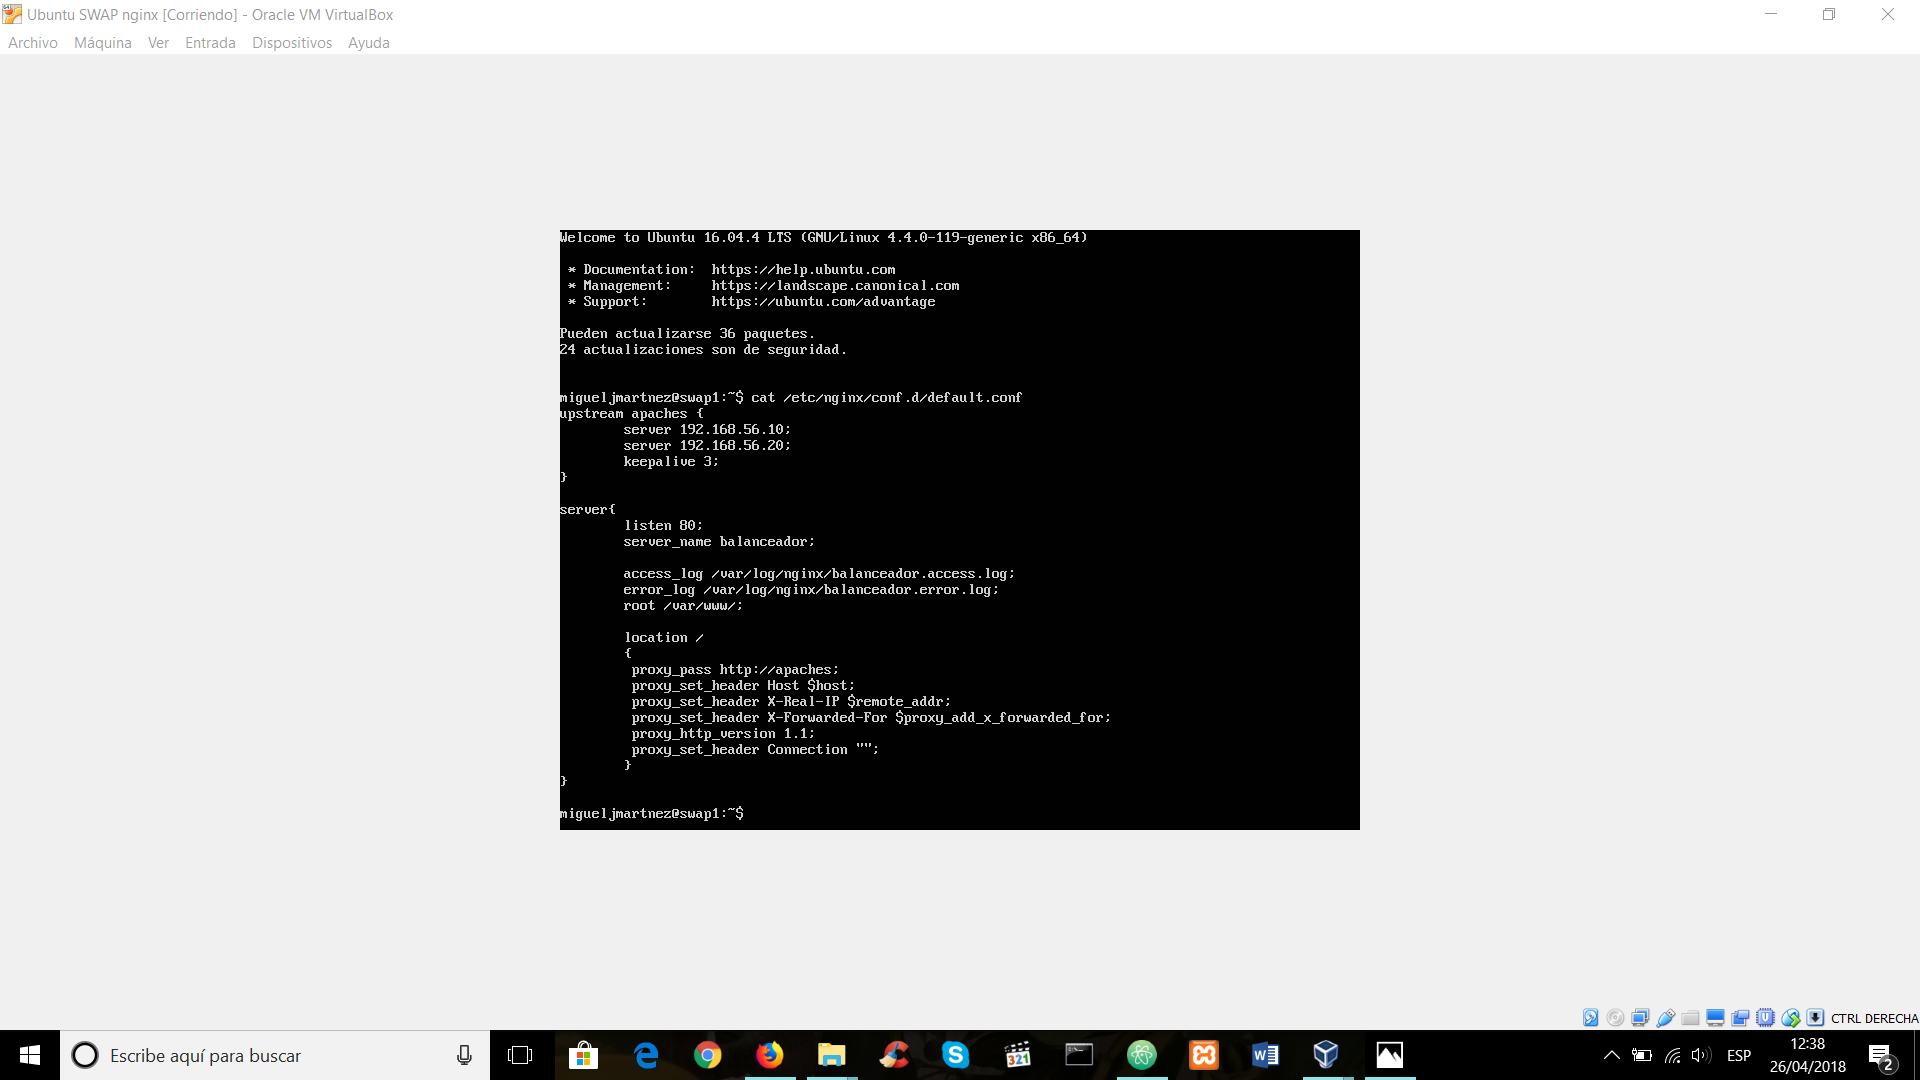 Ubuntu SWAP nginx [Corriendo] - Oracle VM VirtualBox
Archivo Máquina Ver Entrada Dispositivos Ayuda
Welcome to Ubuntu 16.04.4 LTS (GNU/Linux 4.4.0-119-generic x86_64)
* Documentation: https://help.ubuntu.com
* Management: https://landscape.canonical.com
* Support: https://ubuntu.com/advantage
Pueden actualizarse 36 paquetes.
24 actualizaciones son de seguridad.
migueljmartnez@swap1:~$ cat /etc/nginx/conf.d/default.conf
upstream apaches {
server 192.168.56.10;
server 192.168.56.20;
keepalive 3;
}
server{
listen 80;
server_name balanceador;
access_log /var/log/nginx/balanceador.access.log;
error_log /var/log/nginx/balanceador.error.log;
root /var/www/;
location /
{
proxy_pass http://apaches;
proxy_set_header Host $host;
proxy_set_header X-Real-IP $remote_addr;
proxy_set_header X-Forwarded-For $proxy_add_x_forwarded_for;
proxy_http_version 1.1;
proxy_set_header Connection "";
}
}
migueljmartnez@swap1:~$
CTRL DERECHA
Escribe aquí para buscar
321
ESP
12:38
26/04/2018
2